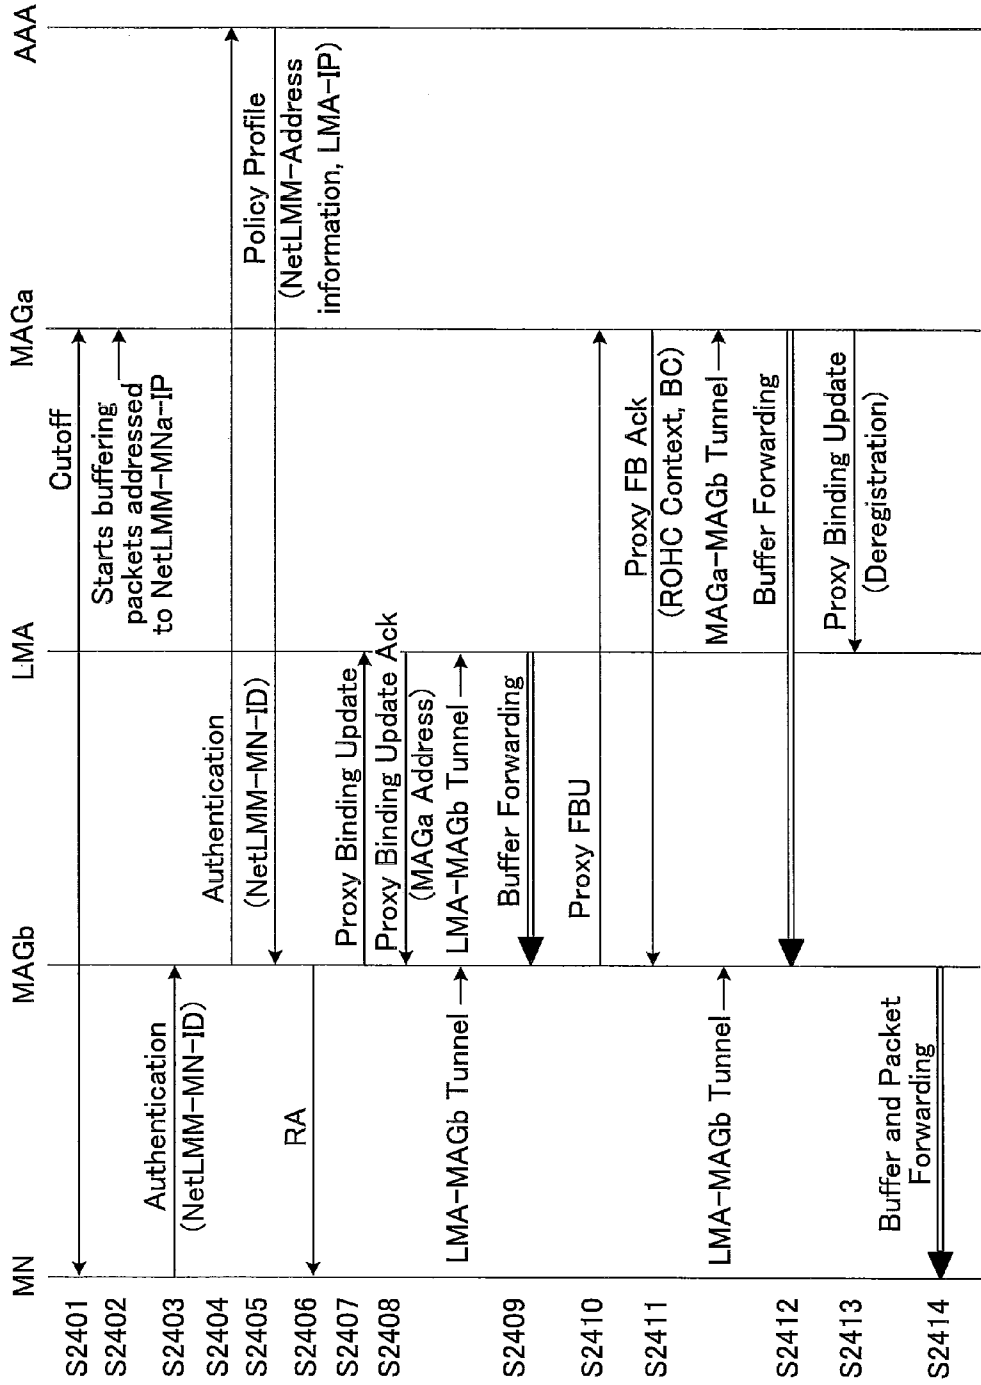 MN
MAGb
LMA
MAGa
AAA
S2401
Cutoff
S2402
Starts buffering
packets addressed
to NetLMM-MNa-IP
S2403
Authentication
(NetLMM-MN-ID)
S2404
Authentication
(NetLMM-MN-ID)
S2405
Policy Profile
(NetLMM-Address
information, LMA-IP)
S2406
RA
S2407
Proxy Binding Update
S2408
Proxy Binding Update Ack
(MAGa Address)
LMA-MAGb Tunnel
LMA-MAGb Tunnel
S2409
Buffer Forwarding
S2410
Proxy FBU
S2411
Proxy FB Ack
(ROHC Context, BC)
LMA-MAGb Tunnel
MAGa-MAGb Tunnel
S2412
Buffer Forwarding
S2413
Proxy Binding Update
(Deregistration)
S2414
Buffer and Packet
Forwarding